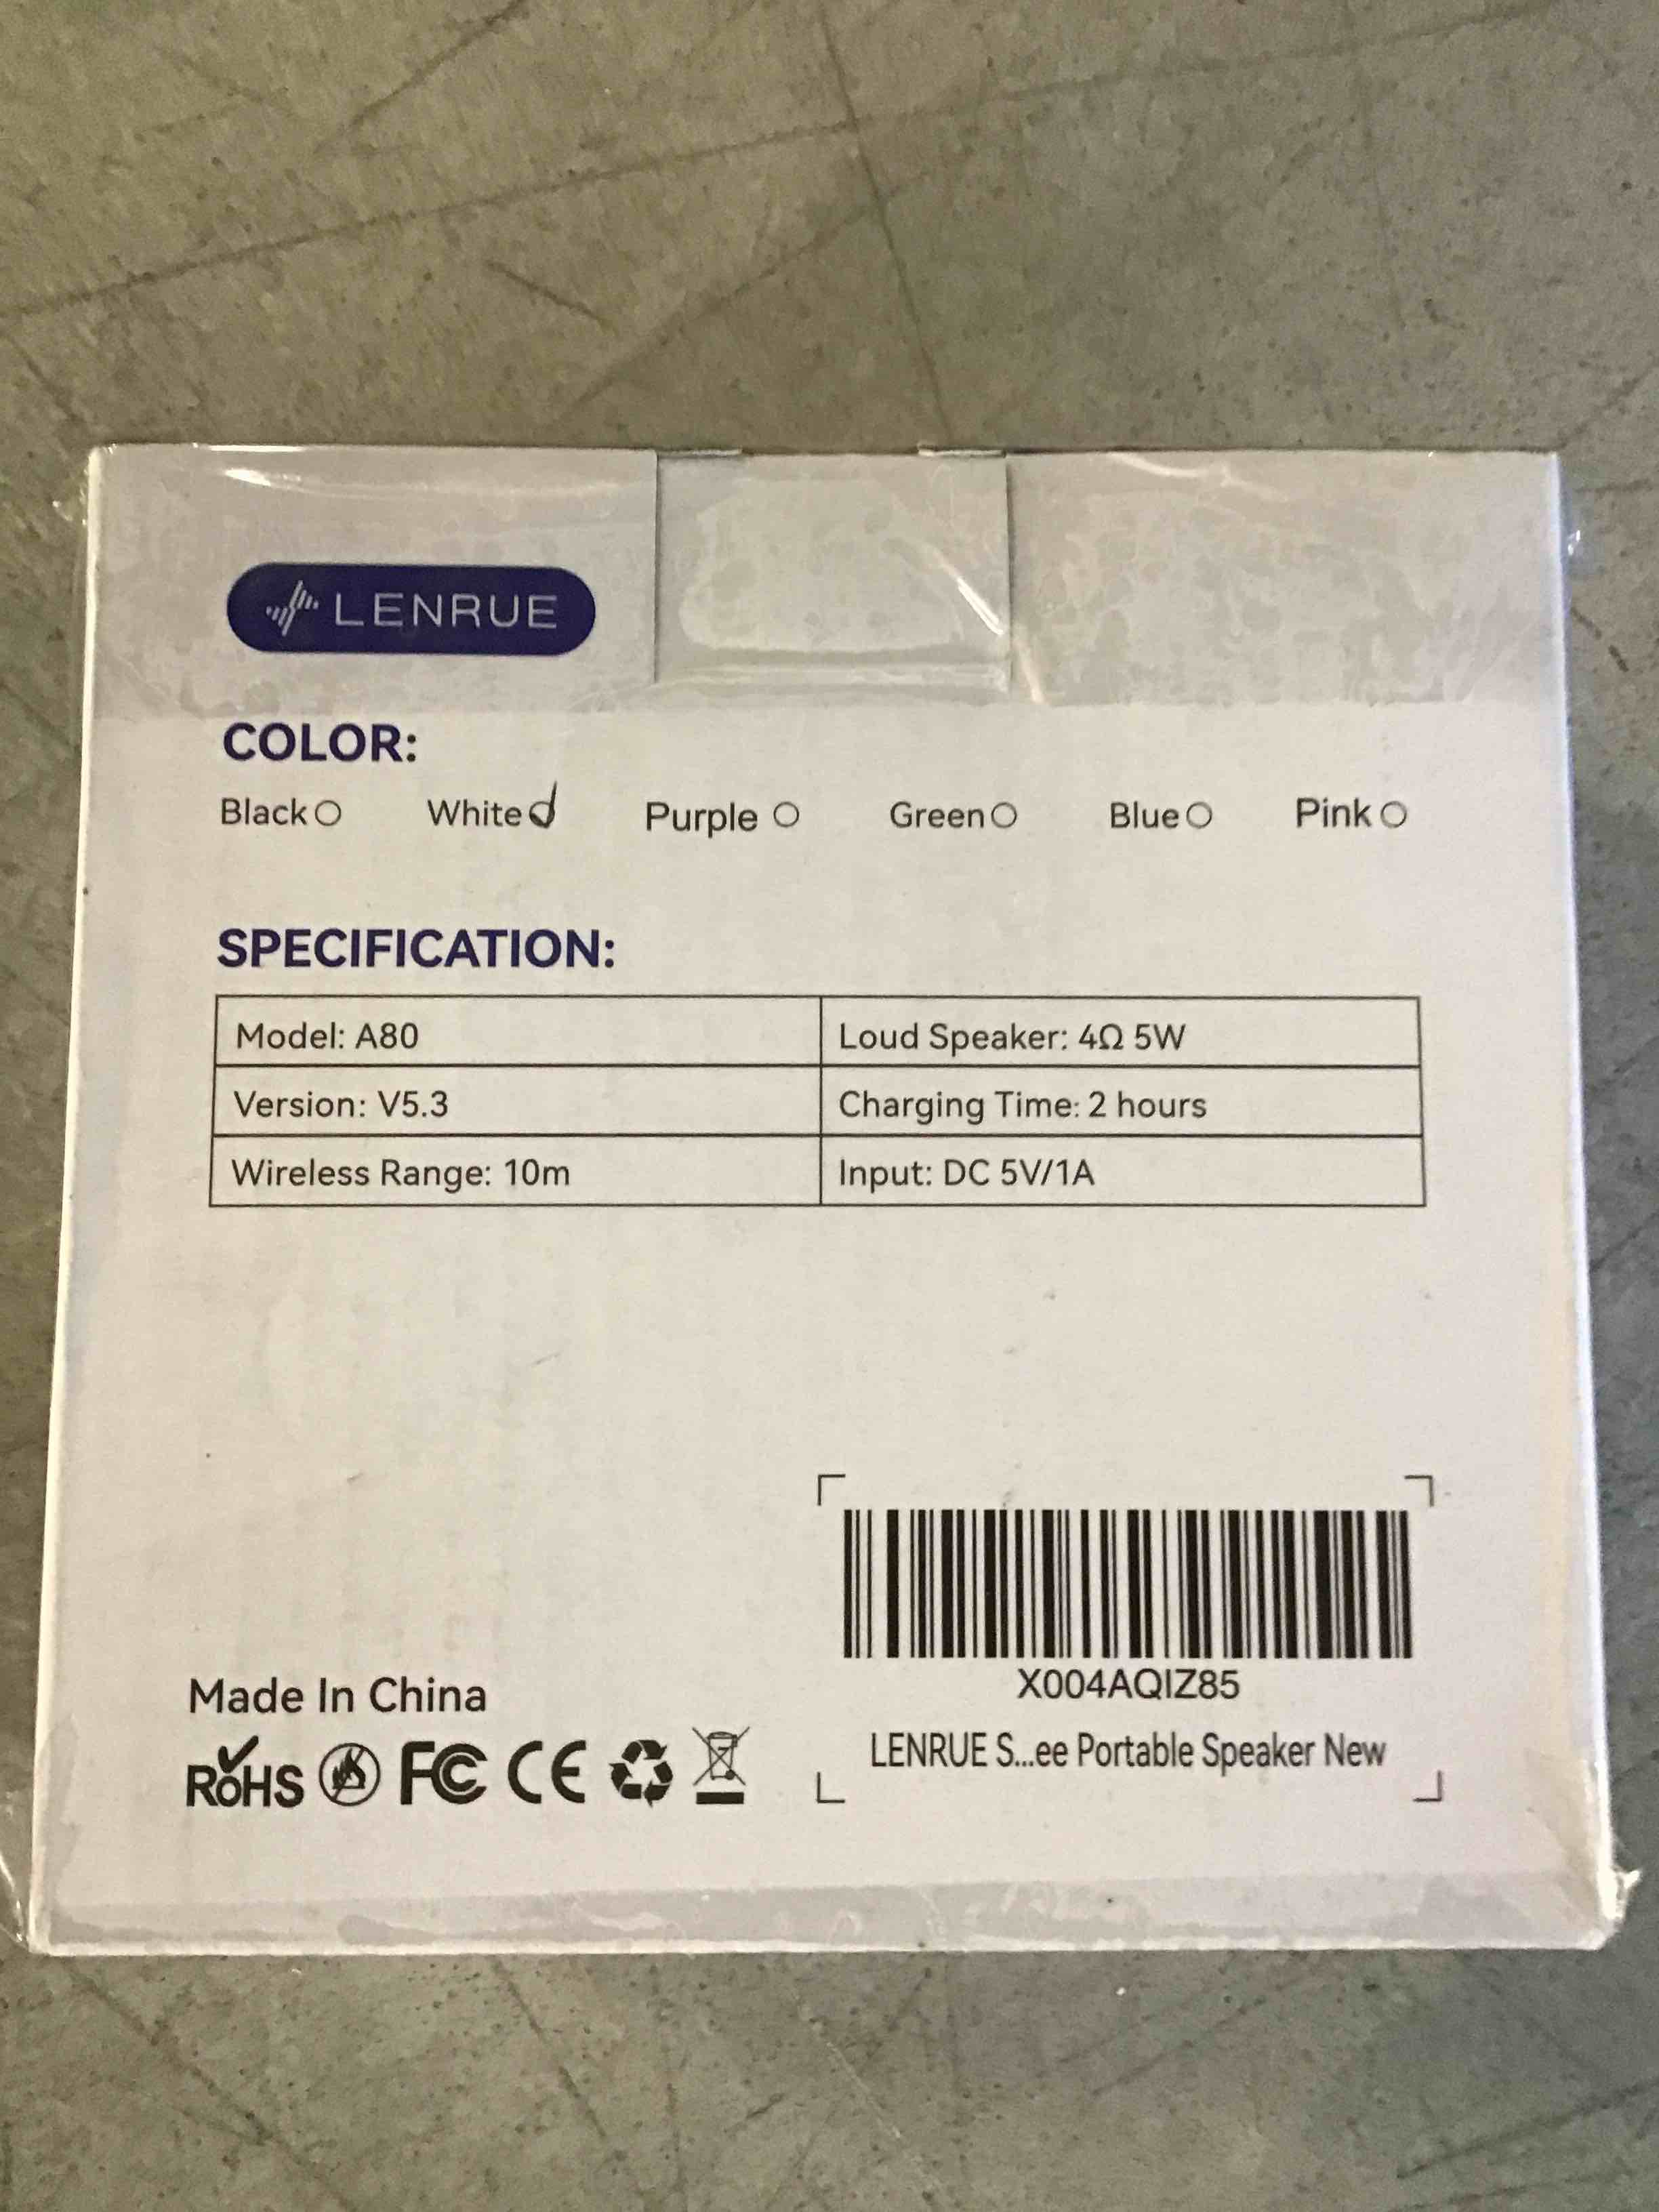 LENRUE
COLOR:
Black White Purple Green Blue Pink
SPECIFICATION:
Model: A80 Loud Speaker: 4Ω 5W
Version: V5.3 Charging Time: 2 hours
Wireless Range: 10m Input: DC 5V/1A
X004AQIZ85
LENRUE S...ee Portable Speaker New
Made In China
RoHS FC CE